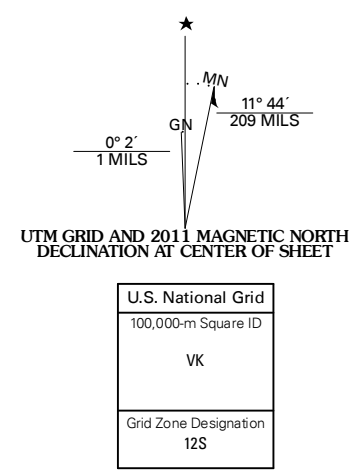 ★
MN
GN
11° 44´
209 MILS
0° 2´
1 MILS
UTM GRID AND 2011 MAGNETIC NORTH
DECLINATION AT CENTER OF SHEET
U.S. National Grid
100,000-m Square ID
VK
Grid Zone Designation
12S